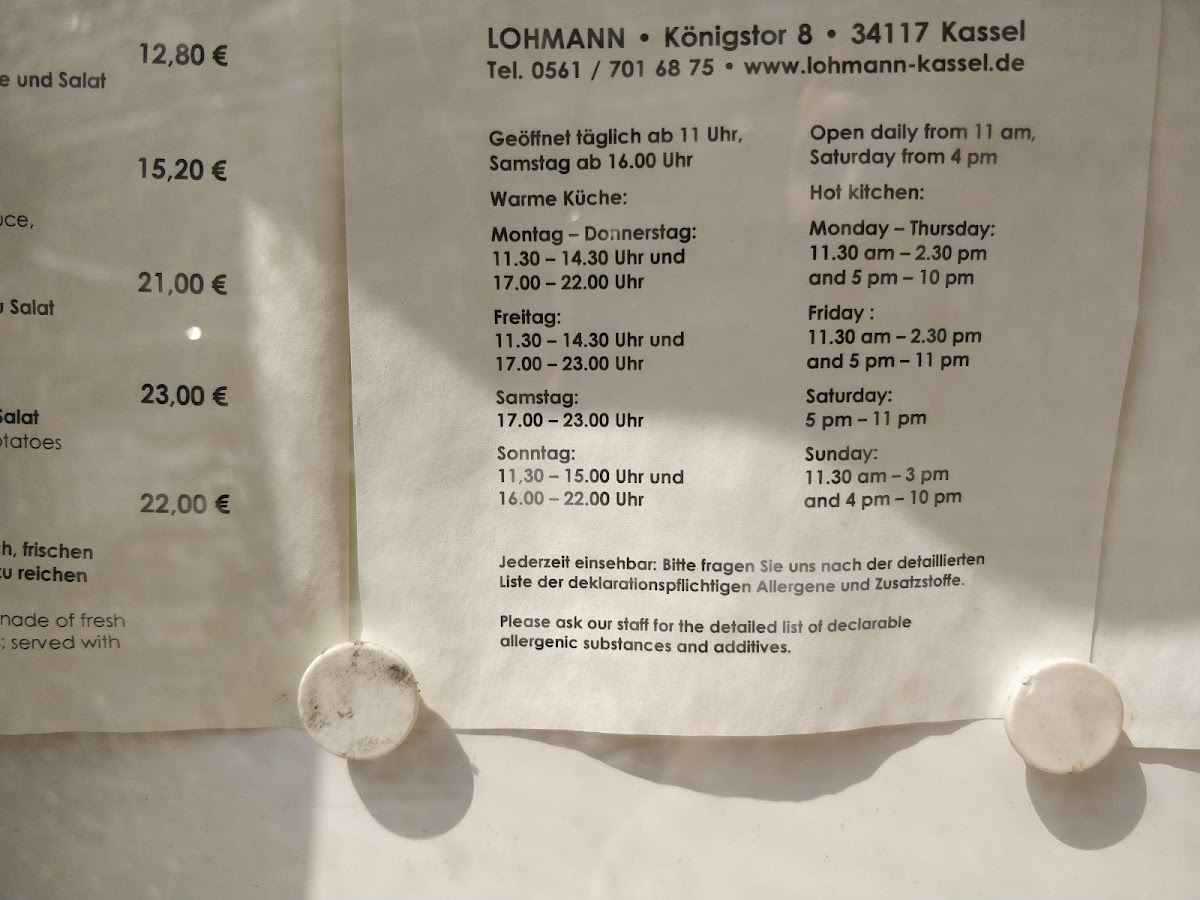 12,80 €
e und Salat
15,20 €
uce,
21,00 €
u Salat
23,00 €
Salat
otatoes
22,00 €
h, frischen
zu reichen
nade of fresh
; served with
LOHMANN • Königstor 8 • 34117 Kassel
Tel. 0561 / 701 68 75 • www.lohmann-kassel.de
Geöffnet täglich ab 11 Uhr,
Samstag ab 16.00 Uhr
Warme Küche:
Montag – Donnerstag:
11.30 – 14.30 Uhr und
17.00 – 22.00 Uhr
Freitag:
11.30 – 14.30 Uhr und
17.00 – 23.00 Uhr
Samstag:
17.00 – 23.00 Uhr
Sonntag:
11,30 – 15.00 Uhr und
16.00 – 22.00 Uhr
Open daily from 11 am,
Saturday from 4 pm
Hot kitchen:
Monday – Thursday:
11.30 am – 2.30 pm
and 5 pm – 10 pm
Friday :
11.30 am – 2.30 pm
and 5 pm – 11 pm
Saturday:
5 pm – 11 pm
Sunday:
11.30 am – 3 pm
and 4 pm – 10 pm
Jederzeit einsehbar: Bitte fragen Sie uns nach der detaillierten
Liste der deklarationspflichtigen Allergene und Zusatzstoffe.
Please ask our staff for the detailed list of declarable
allergenic substances and additives.